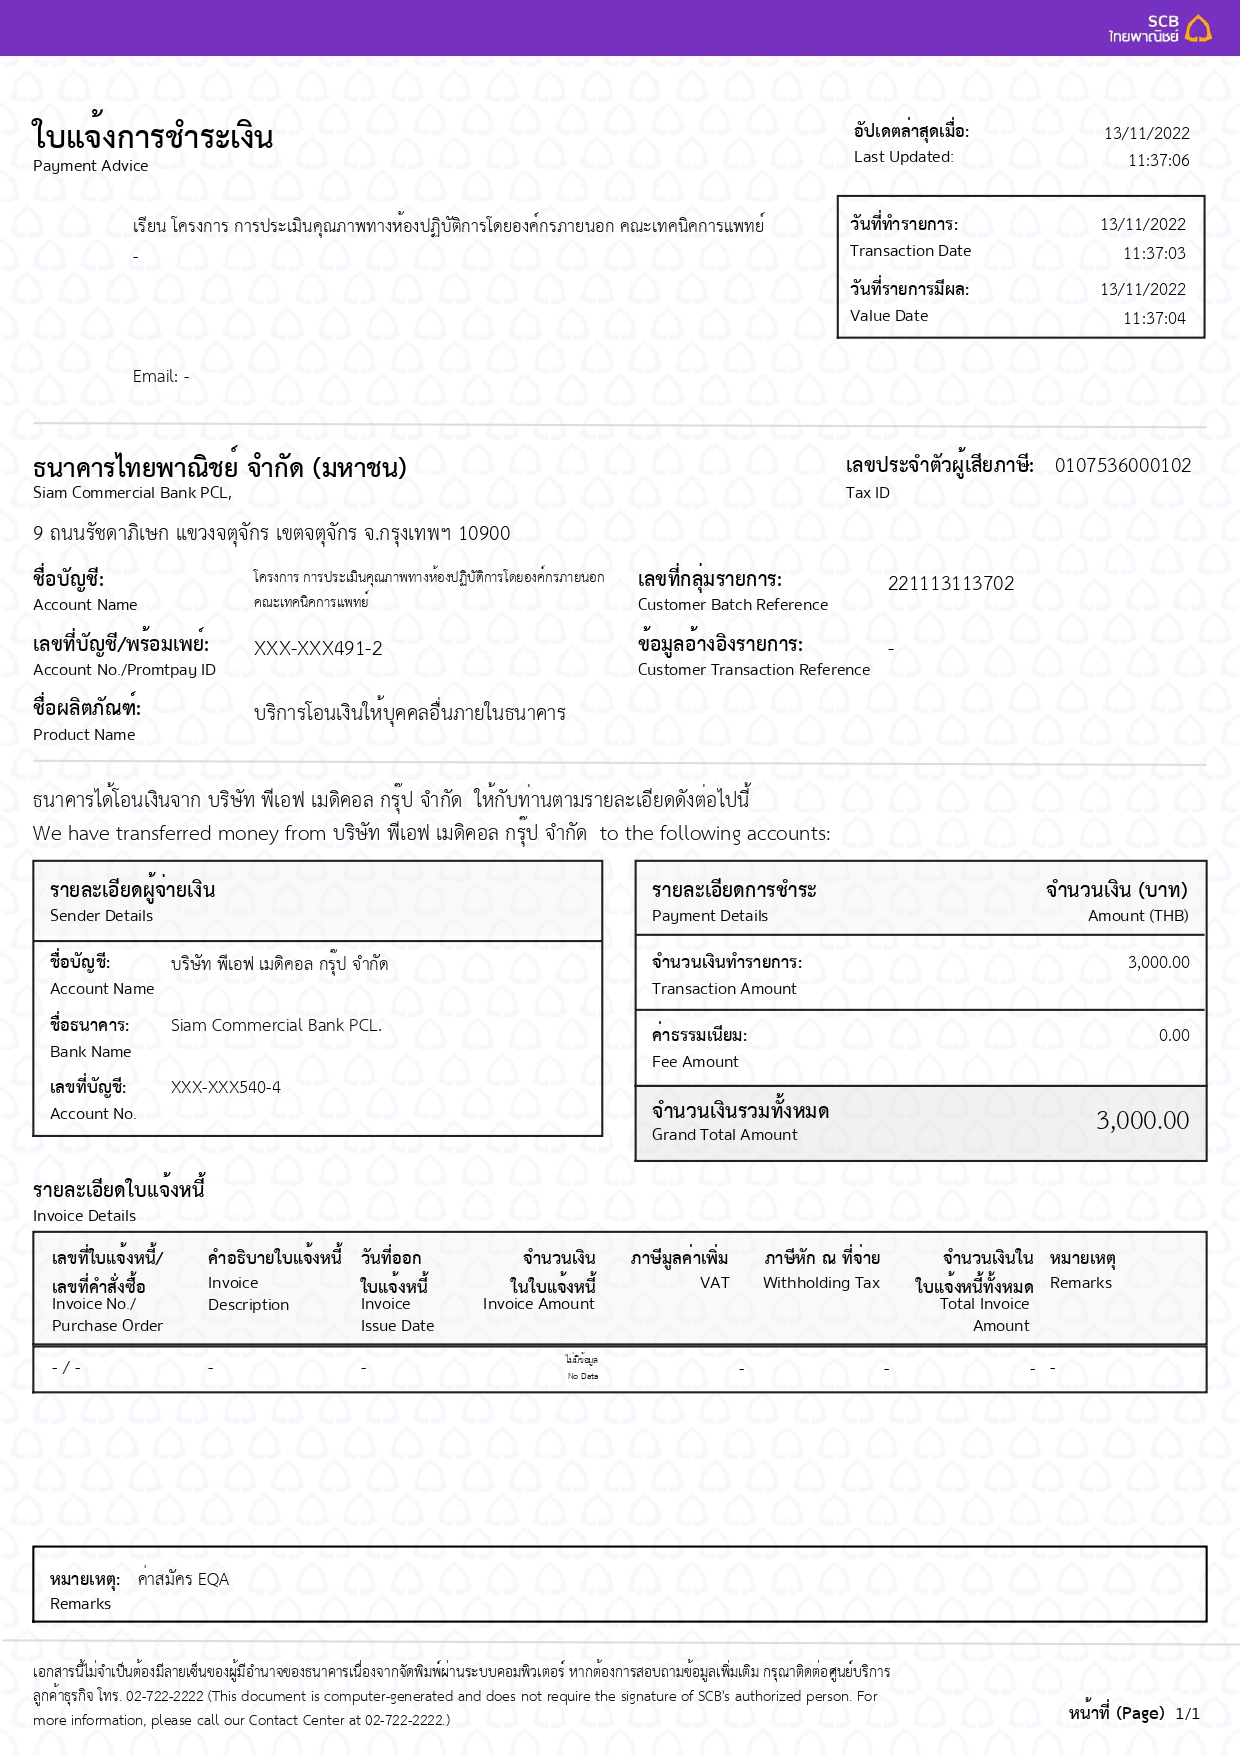 SCB
ไทยพาณิชย์
ใบแจ้งการชำระเงิน
Payment Advice
อัปเดตล่าสุดเมื่อ: 13/11/2022
Last Updated: 11:37:06
เรียน โครงการ การประเมินคุณภาพทางห้องปฏิบัติการโดยองค์กรภายนอก คณะเทคนิคการแพทย์
-
วันที่ทำรายการ: 13/11/2022
Transaction Date 11:37:03
วันที่รายการมีผล: 13/11/2022
Value Date 11:37:04
Email: -
ธนาคารไทยพาณิชย์ จำกัด (มหาชน)
Siam Commercial Bank PCL,
เลขประจำตัวผู้เสียภาษี: 0107536000102
Tax ID
9 ถนนรัชดาภิเษก แขวงจตุจักร เขตจตุจักร จ.กรุงเทพฯ 10900
ชื่อบัญชี: โครงการ การประเมินคุณภาพทางห้องปฏิบัติการโดยองค์กรภายนอก
Account Name คณะเทคนิคการแพทย์
เลขที่กลุ่มรายการ: 221113113702
Customer Batch Reference
เลขที่บัญชี/พร้อมเพย์: XXX-XXX491-2
Account No./Promtpay ID
ข้อมูลอ้างอิงรายการ: -
Customer Transaction Reference
ชื่อผลิตภัณฑ์: บริการโอนเงินให้บุคคลอื่นภายในธนาคาร
Product Name
ธนาคารได้โอนเงินจาก บริษัท พีเอฟ เมดิคอล กรุ๊ป จำกัด ให้กับท่านตามรายละเอียดดังต่อไปนี้
We have transferred money from บริษัท พีเอฟ เมดิคอล กรุ๊ป จำกัด to the following accounts:
รายละเอียดผู้จ่ายเงิน
Sender Details
ชื่อบัญชี: บริษัท พีเอฟ เมดิคอล กรุ๊ป จำกัด
Account Name
ชื่อธนาคาร: Siam Commercial Bank PCL.
Bank Name
เลขที่บัญชี: XXX-XXX540-4
Account No.
รายละเอียดการชำระ จำนวนเงิน (บาท)
Payment Details Amount (THB)
จำนวนเงินทำรายการ: 3,000.00
Transaction Amount
ค่าธรรมเนียม: 0.00
Fee Amount
จำนวนเงินรวมทั้งหมด 3,000.00
Grand Total Amount
รายละเอียดใบแจ้งหนี้
Invoice Details
เลขที่ใบแจ้งหนี้/ คำอธิบายใบแจ้งหนี้ วันที่ออก จำนวนเงิน ภาษีมูลค่าเพิ่ม ภาษีหัก ณ ที่จ่าย จำนวนเงินใน หมายเหตุ
เลขที่คำสั่งซื้อ Invoice ใบแจ้งหนี้ ในใบแจ้งหนี้ VAT Withholding Tax ใบแจ้งหนี้ทั้งหมด Remarks
Invoice No./ Description Invoice Invoice Amount Total Invoice
Purchase Order Issue Date Amount
- / - - - ไม่มีข้อมูล - - - -
No Data
หมายเหตุ: ค่าสมัคร EQA
Remarks
เอกสารนี้ไม่จำเป็นต้องมีลายเซ็นของผู้มีอำนาจของธนาคารเนื่องจากจัดพิมพ์ผ่านระบบคอมพิวเตอร์ หากต้องการสอบถามข้อมูลเพิ่มเติม กรุณาติดต่อศูนย์บริการ
ลูกค้าธุรกิจ โทร. 02-722-2222 (This document is computer-generated and does not require the signature of SCB's authorized person. For
more information, please call our Contact Center at 02-722-2222.)
หน้าที่ (Page) 1/1